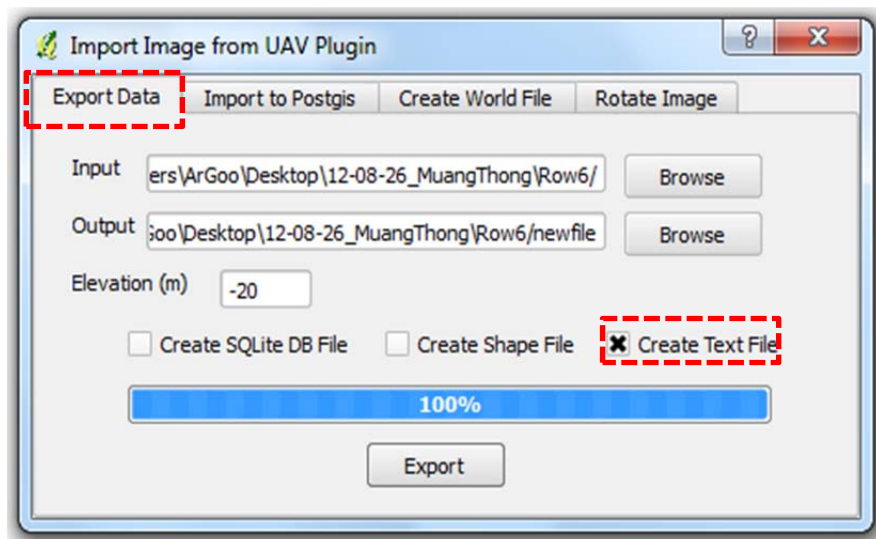 Import Image from UAV Plugin
Export Data Import to Postgis Create World File Rotate Image
Input ers\ArGoo\Desktop\12-08-26_MuangThong\Row6/ Browse
Output Goo\Desktop\12-08-26_MuangThong\Row6/newfile Browse
Elevation (m) -20
Create SQLite DB File Create Shape File Create Text File
100%
Export